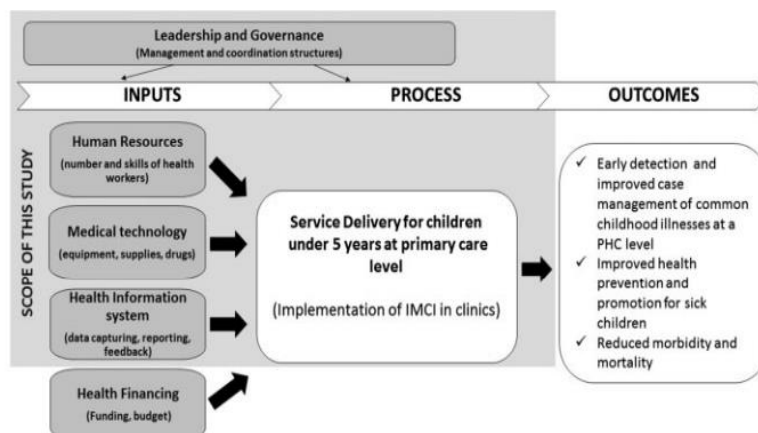 Leadership and Governance
(Management and coordination structures)
INPUTS
PROCESS
OUTCOMES
SCOPE OF THIS STUDY
Human Resources
(number and skills of health
workers)
Medical technology
(equipment, supplies, drugs)
Health Information
system
(data capturing, reporting,
feedback)
Health Financing
(Funding, budget)
Service Delivery for children
under 5 years at primary care
level
(Implementation of IMCI in clinics)
✓ Early detection and
improved case
management of common
childhood illnesses at a
PHC level
✓ Improved health
prevention and
promotion for sick
children
✓ Reduced morbidity and
mortality